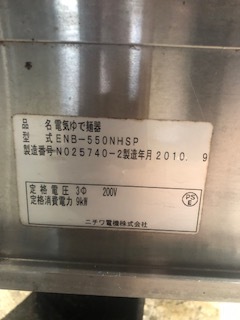 品 名 電気ゆで麺器
型 式 ENB-550NHSP
製造番号 N025740-2 製造年月 2010. 9
定格電圧 3Φ 200V
定格消費電力 9kW
PS
E
ニチワ電機株式会社